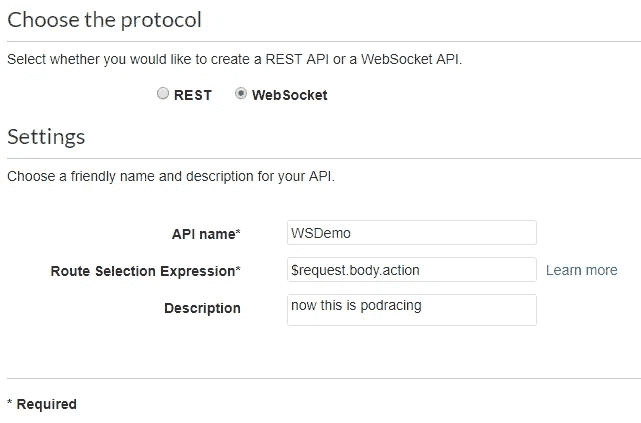 Choose the protocol
Select whether you would like to create a REST API or a WebSocket API.
REST WebSocket
Settings
Choose a friendly name and description for your API.
API name* WSDemo
Route Selection Expression* $request.body.action Learn more
Description now this is podracing
* Required